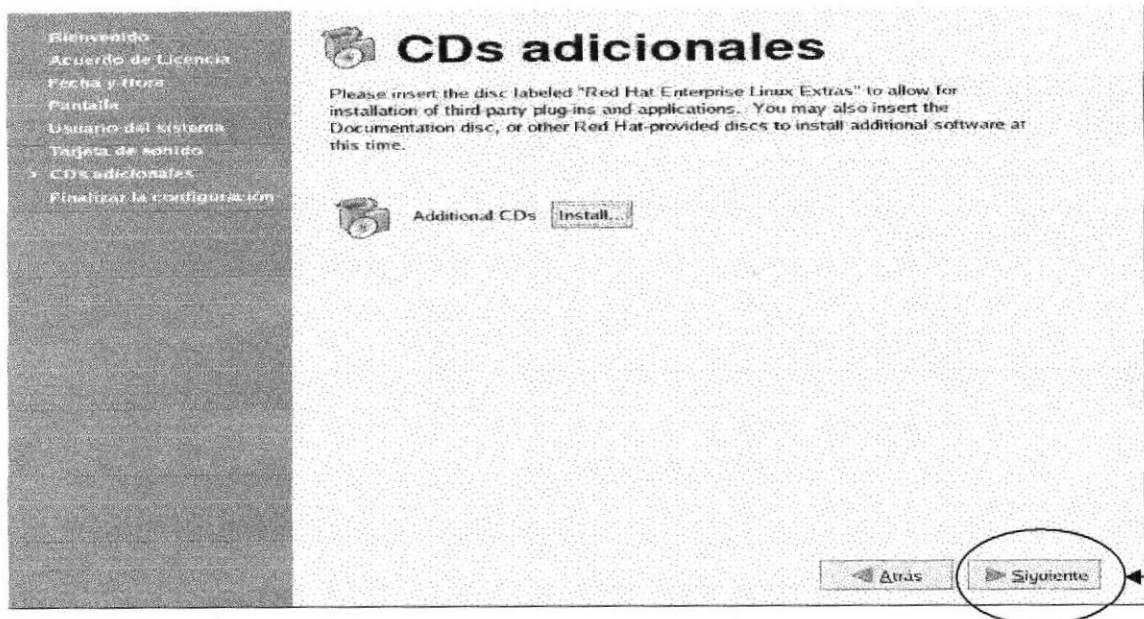 Bienvenido
Acuerdo de Licencia
Fecha y Hora
Pantalla
Usuario del sistema
Tarjeta de sonido
CDs adicionales
Finalizar la configuración
CDs adicionales
Please insert the disc labeled "Red Hat Enterprise Linux Extras" to allow for
installation of third-party plug-ins and applications. You may also insert the
Documentation disc, or other Red Hat-provided discs to install additional software at
this time.
Additional CDs Install...
Atrás Siguiente